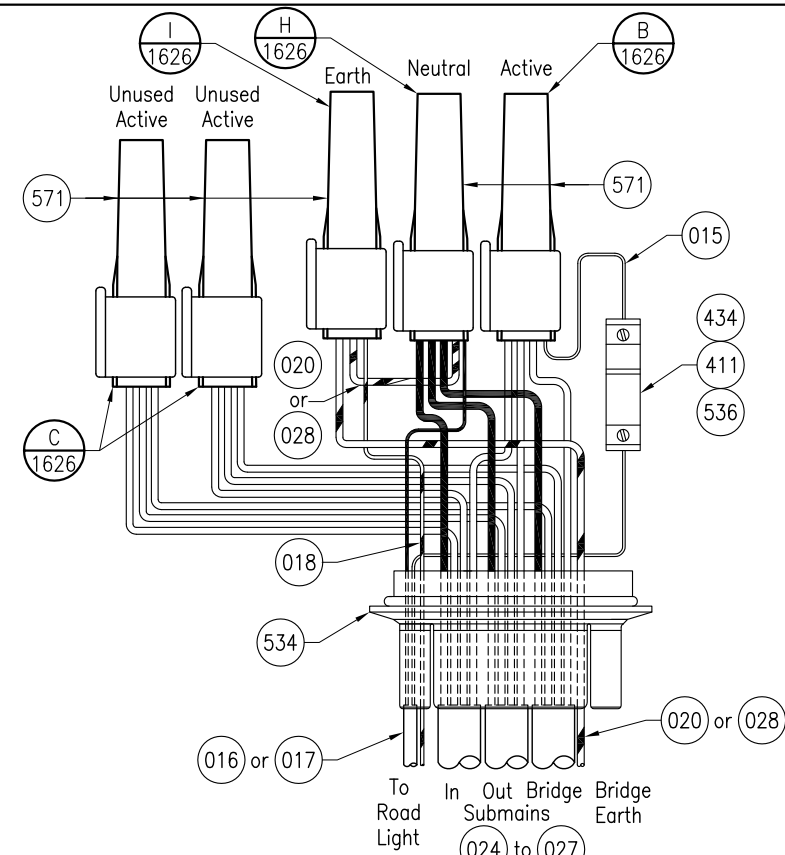 I
1626
H
1626
B
1626
Earth
Neutral
Active
Unused
Active
Unused
Active
571
571
015
434
411
536
020
or
028
C
1626
018
534
016 or 017
020 or 028
To
Road
Light
In Out Bridge
Submains
Bridge
Earth
024 to 027